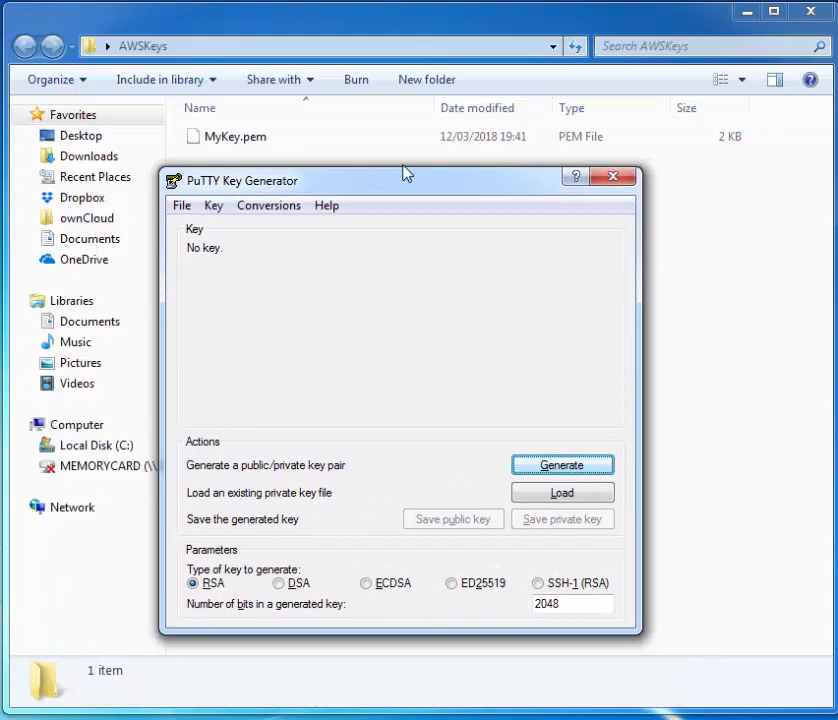 AWSKeys
Search AWSKeys
Organize Include in library Share with Burn New folder
Name Date modified Type Size
MyKey.pem 12/03/2018 19:41 PEM File 2 KB
Favorites
Desktop
Downloads
Recent Places
Dropbox
ownCloud
Documents
OneDrive
Libraries
Documents
Music
Pictures
Videos
Computer
Local Disk (C:)
MEMORYCARD (\\
Network
PuTTY Key Generator
File Key Conversions Help
Key
No key.
Actions
Generate a public/private key pair Generate
Load an existing private key file Load
Save the generated key Save public key Save private key
Parameters
Type of key to generate:
RSA DSA ECDSA ED25519 SSH-1 (RSA)
Number of bits in a generated key: 2048
1 item